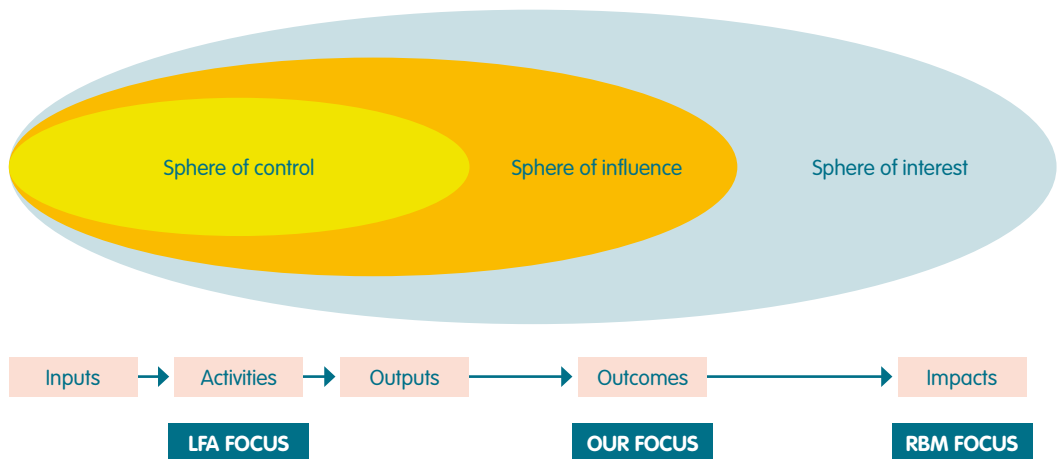 Sphere of control
Sphere of influence
Sphere of interest
Inputs
Activities
Outputs
Outcomes
Impacts
LFA FOCUS
OUR FOCUS
RBM FOCUS